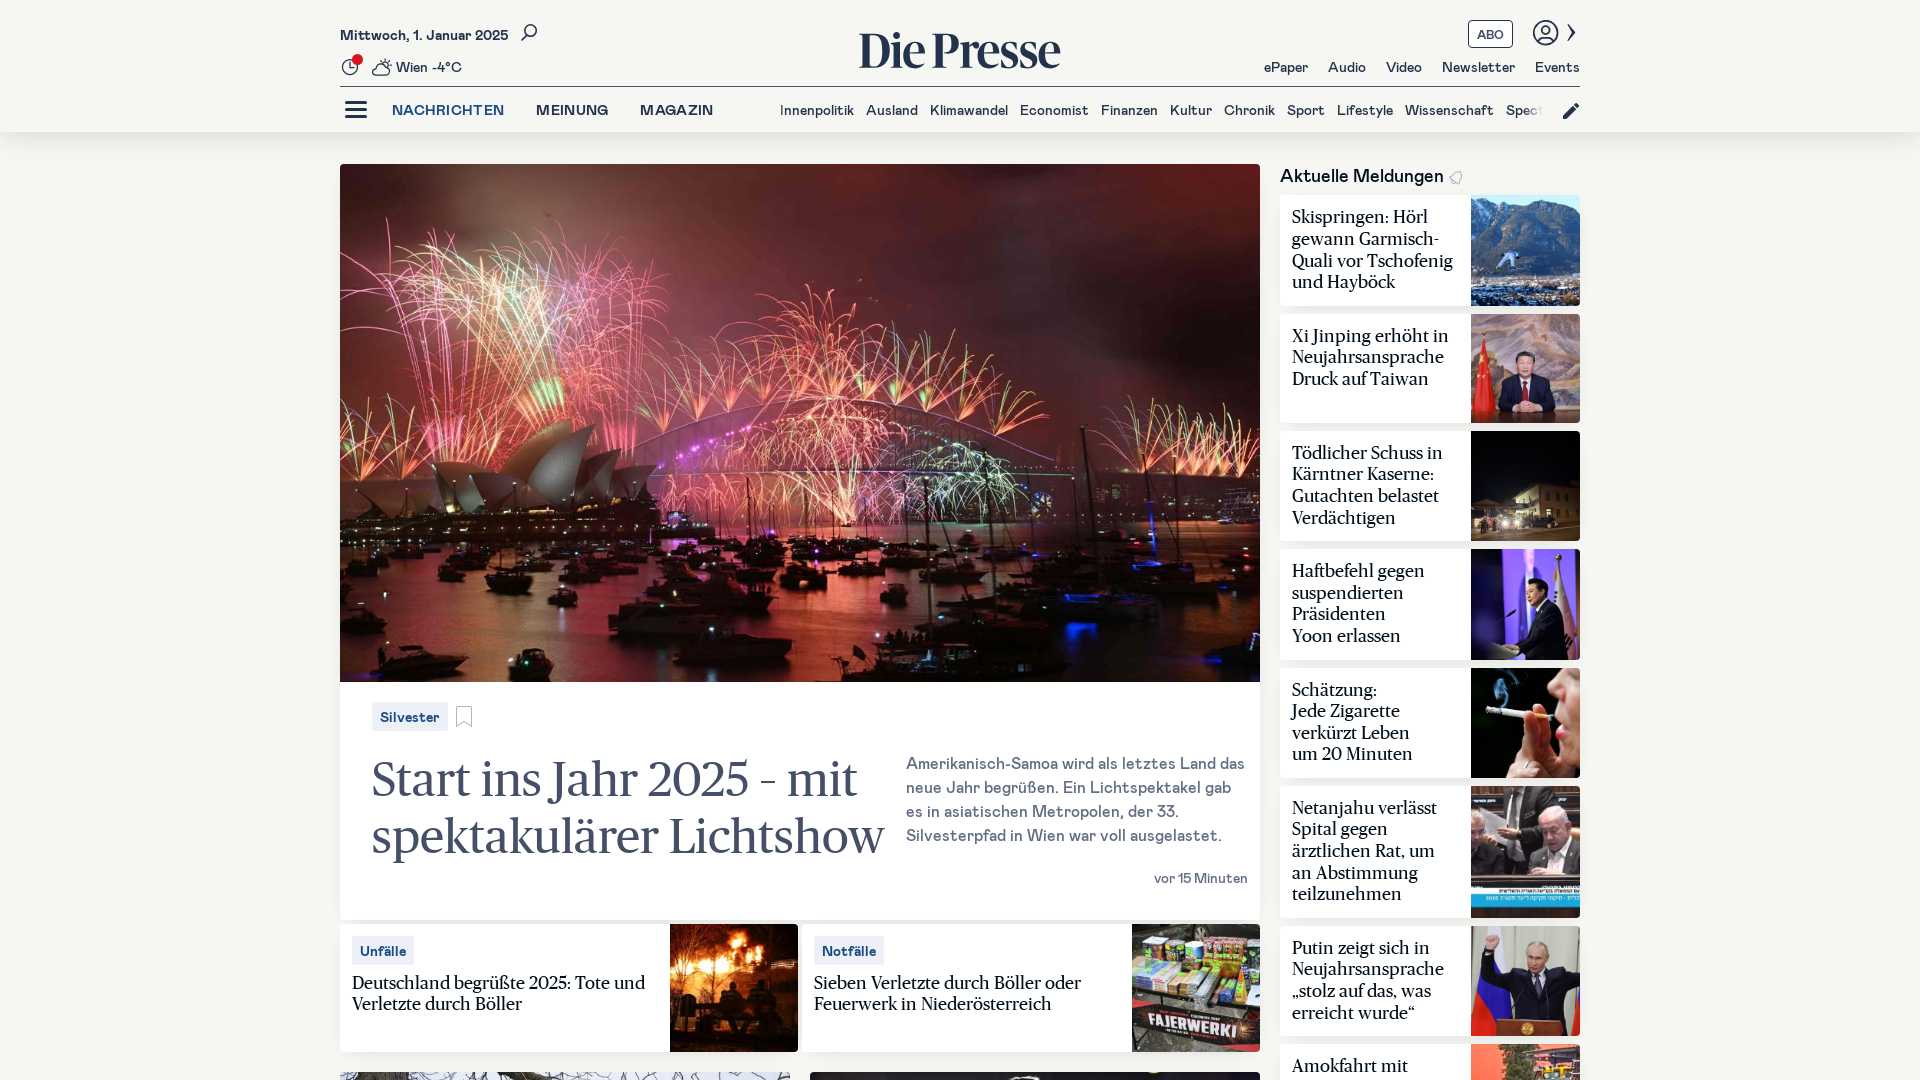 Mittwoch, 1. Januar 2025
Wien -4°C
Die Presse
ABO
ePaper Audio Video Newsletter Events
NACHRICHTEN MEINUNG MAGAZIN
Innenpolitik Ausland Klimawandel Economist Finanzen Kultur Chronik Sport Lifestyle Wissenschaft Spect
Silvester
Start ins Jahr 2025 – mit
spektakulärer Lichtshow
Amerikanisch-Samoa wird als letztes Land das
neue Jahr begrüßen. Ein Lichtspektakel gab
es in asiatischen Metropolen, der 33.
Silvesterpfad in Wien war voll ausgelastet.
vor 15 Minuten
Unfälle
Deutschland begrüßte 2025: Tote und
Verletzte durch Böller
Notfälle
Sieben Verletzte durch Böller oder
Feuerwerk in Niederösterreich
FAJERWERKI
Aktuelle Meldungen
Skispringen: Hörl
gewann Garmisch-
Quali vor Tschofenig
und Hayböck
Xi Jinping erhöht in
Neujahrsansprache
Druck auf Taiwan
Tödlicher Schuss in
Kärntner Kaserne:
Gutachten belastet
Verdächtigen
Haftbefehl gegen
suspendierten
Präsidenten
Yoon erlassen
Schätzung:
Jede Zigarette
verkürzt Leben
um 20 Minuten
Netanjahu verlässt
Spital gegen
ärztlichen Rat, um
an Abstimmung
teilzunehmen
Putin zeigt sich in
Neujahrsansprache
„stolz auf das, was
erreicht wurde“
Amokfahrt mit